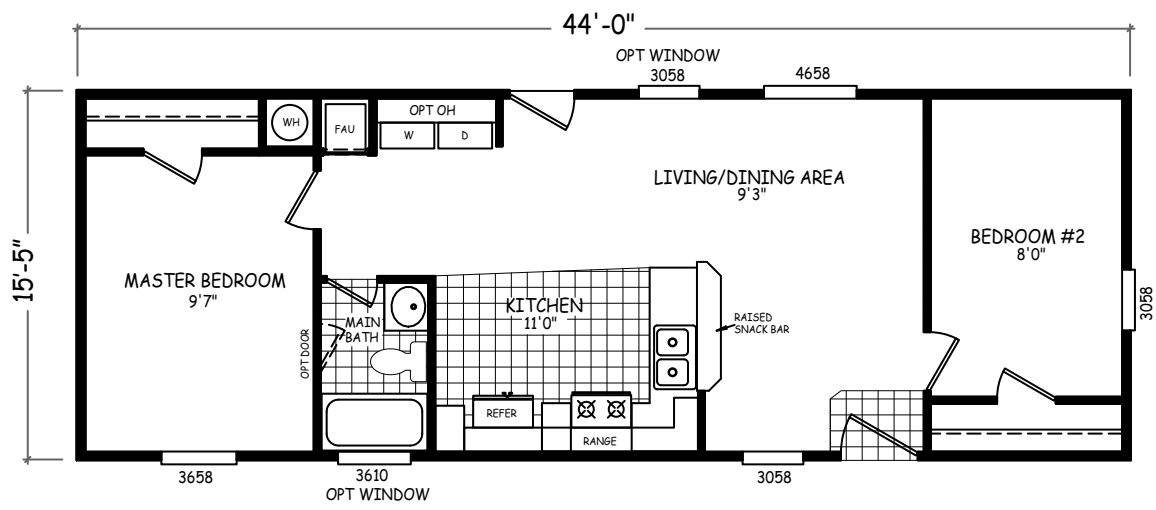 44'-0"
OPT WINDOW
3058
4658
OPT OH
WH
FAU
W
D
LIVING/DINING AREA
9'3"
15'-5"
BEDROOM #2
8'0"
MASTER BEDROOM
9'7"
KITCHEN
11'0"
MAIN
BATH
RAISED
SNACK BAR
3058
OPT DOOR
REFER
RANGE
3658
3610
OPT WINDOW
3058